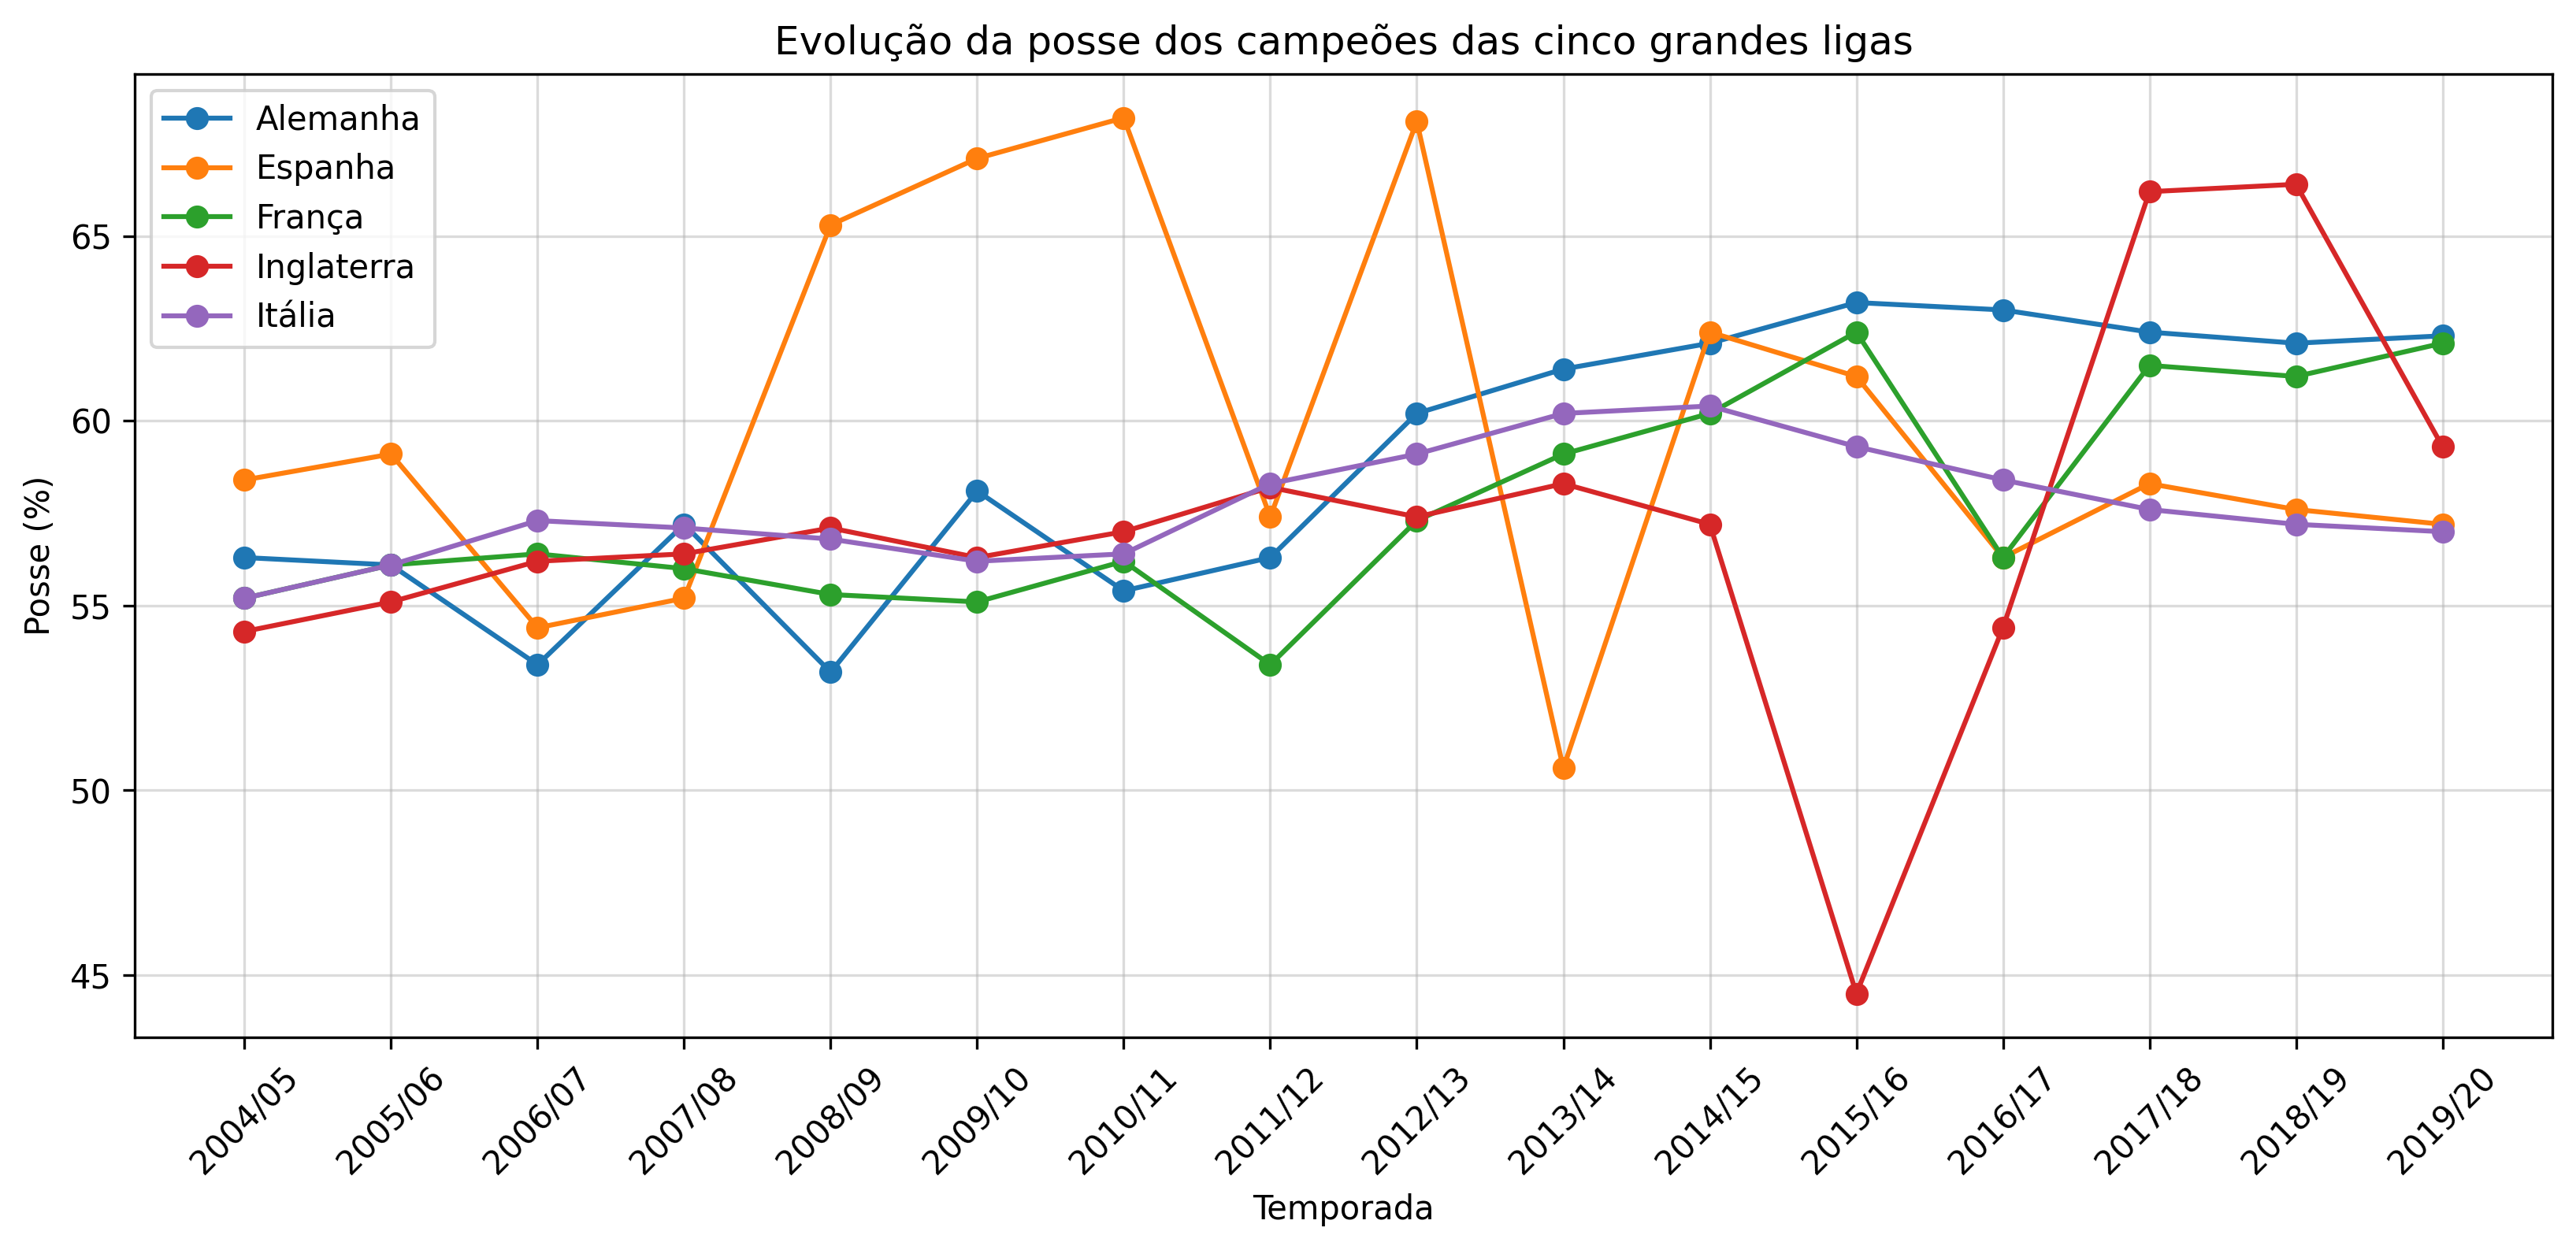 Evolução da posse dos campeões das cinco grandes ligas
Alemanha
Espanha
França
Inglaterra
Itália
Posse (%)
65
60
55
50
45
2004/05
2005/06
2006/07
2007/08
2008/09
2009/10
2010/11
2011/12
2012/13
2013/14
2014/15
2015/16
2016/17
2017/18
2018/19
2019/20
Temporada